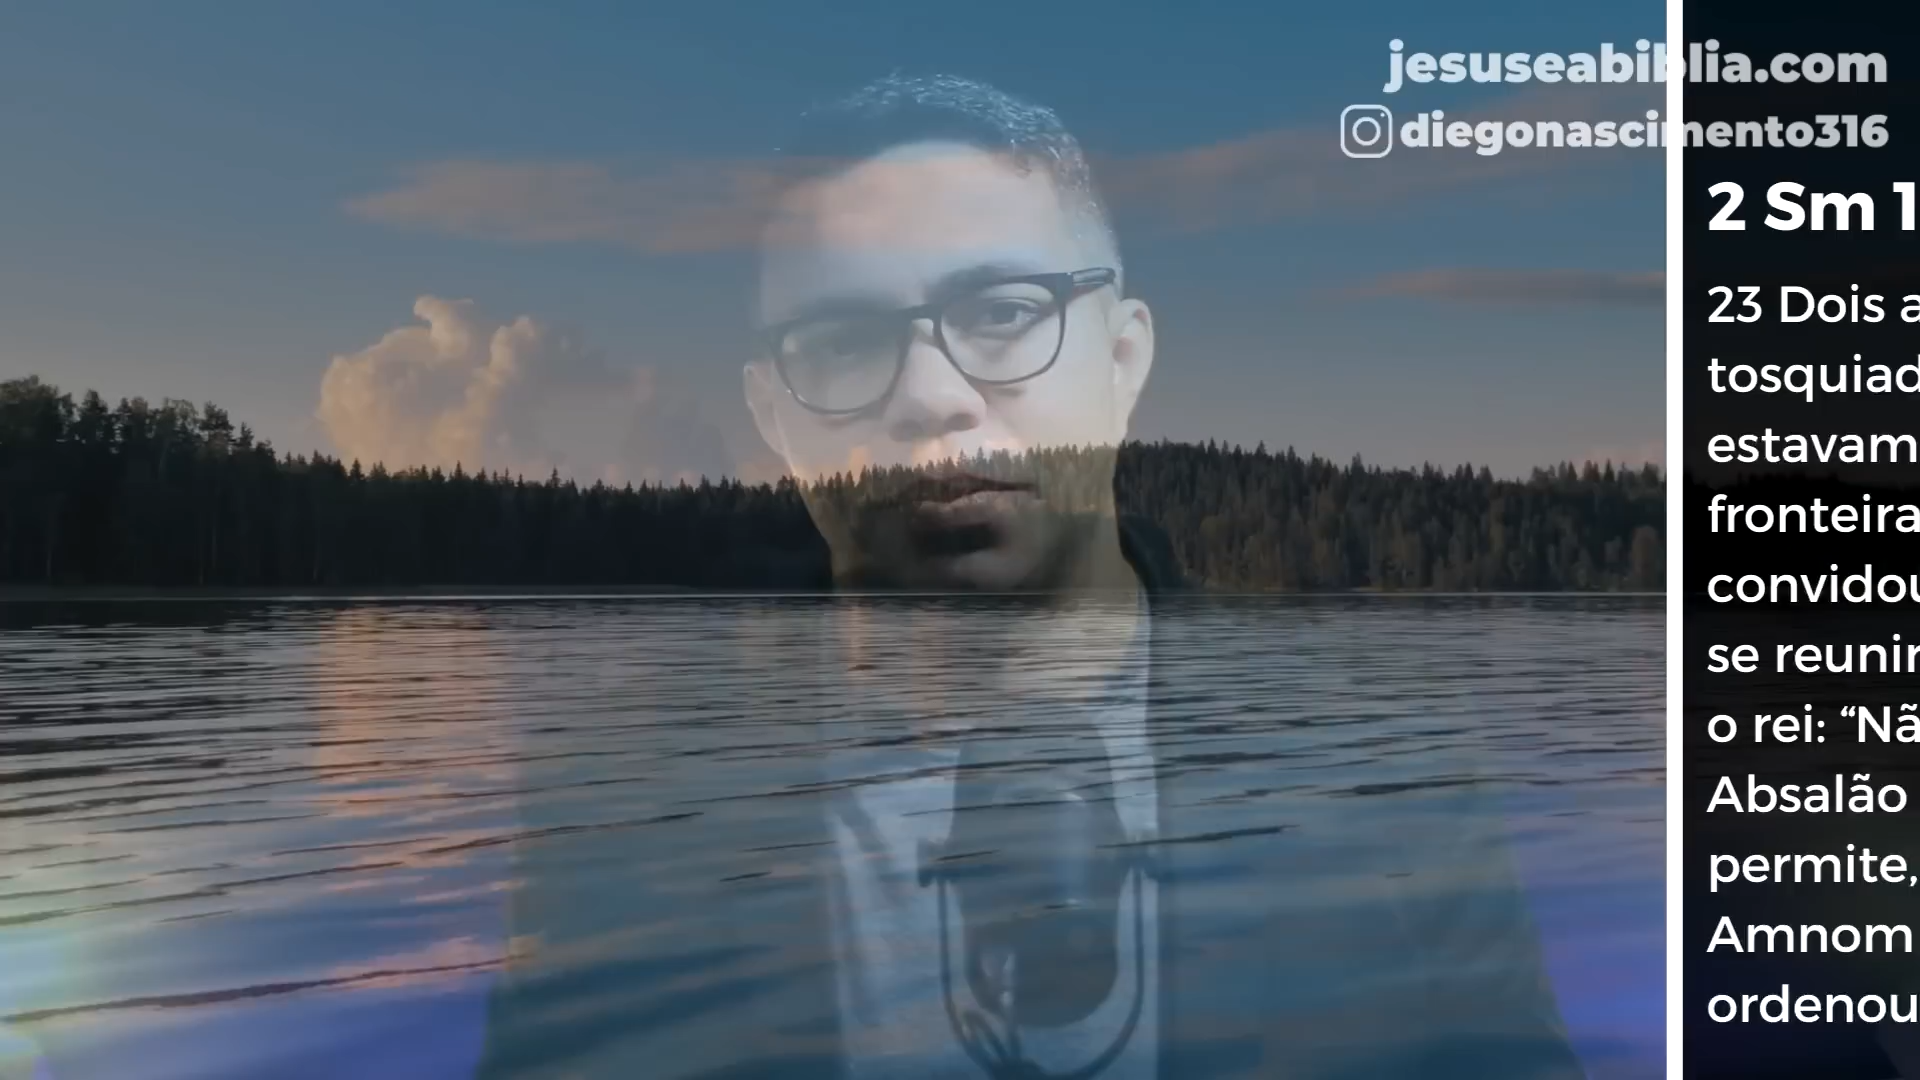 jesuseabiblia.com
diegonascimento316
2 Sm 1
23 Dois a
tosquiad
estavam
fronteira
convidou
se reunir
o rei: “Nã
Absalão
permite,
Amnom
ordenou